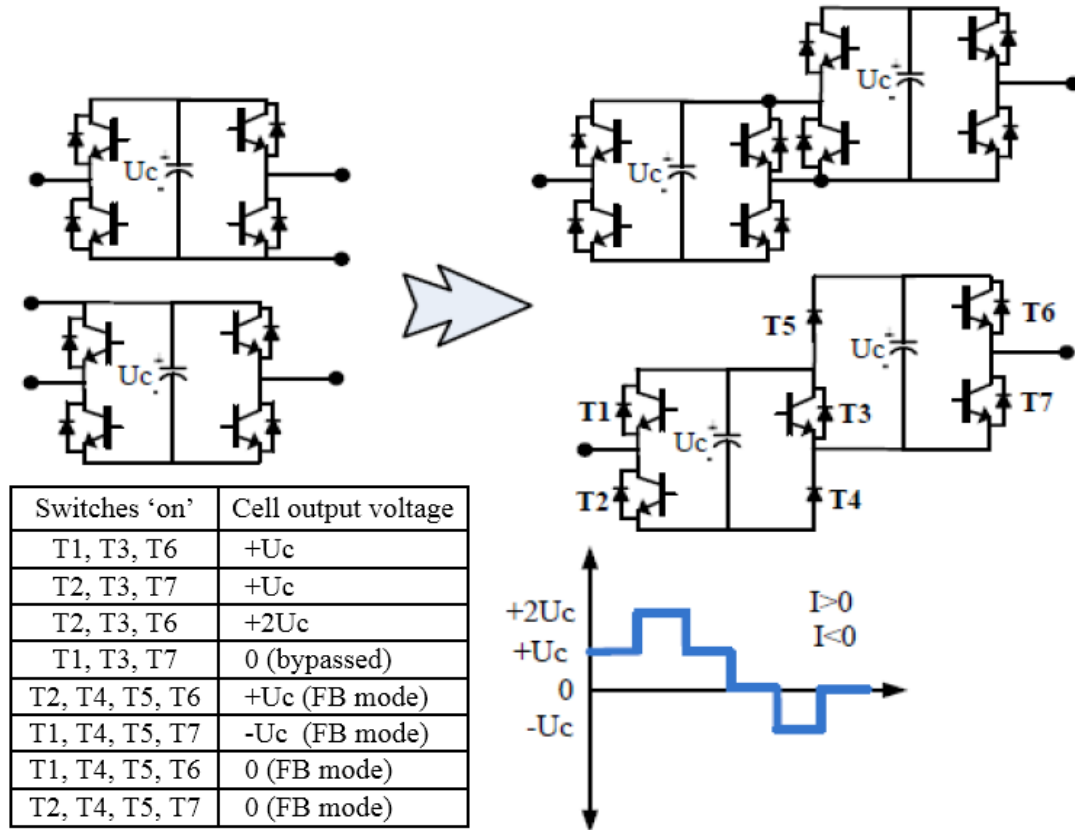 Uc
+
-
Uc
+
-
Uc
+
-
Uc
+
-
T5
Uc
+
-
T6
T7
T1
T2
Uc
+
-
T3
T4
Switches ‘on’ Cell output voltage
T1, T3, T6 +Uc
T2, T3, T7 +Uc
T2, T3, T6 +2Uc
T1, T3, T7 0 (bypassed)
T2, T4, T5, T6 +Uc (FB mode)
T1, T4, T5, T7 -Uc (FB mode)
T1, T4, T5, T6 0 (FB mode)
T2, T4, T5, T7 0 (FB mode)
+2Uc
+Uc
0
-Uc
I>0
I<0